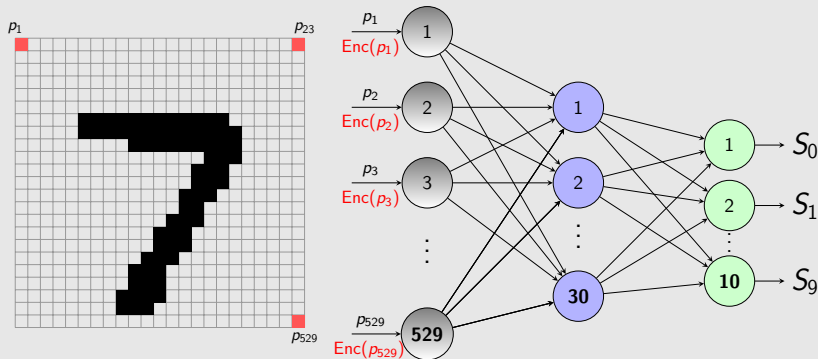 p1
p23
p529
p1
Enc(p1)
p2
Enc(p2)
p3
Enc(p3)
p529
Enc(p529)
1
2
3
⋮
529
1
2
⋮
30
1
2
⋮
10
S0
S1
S9